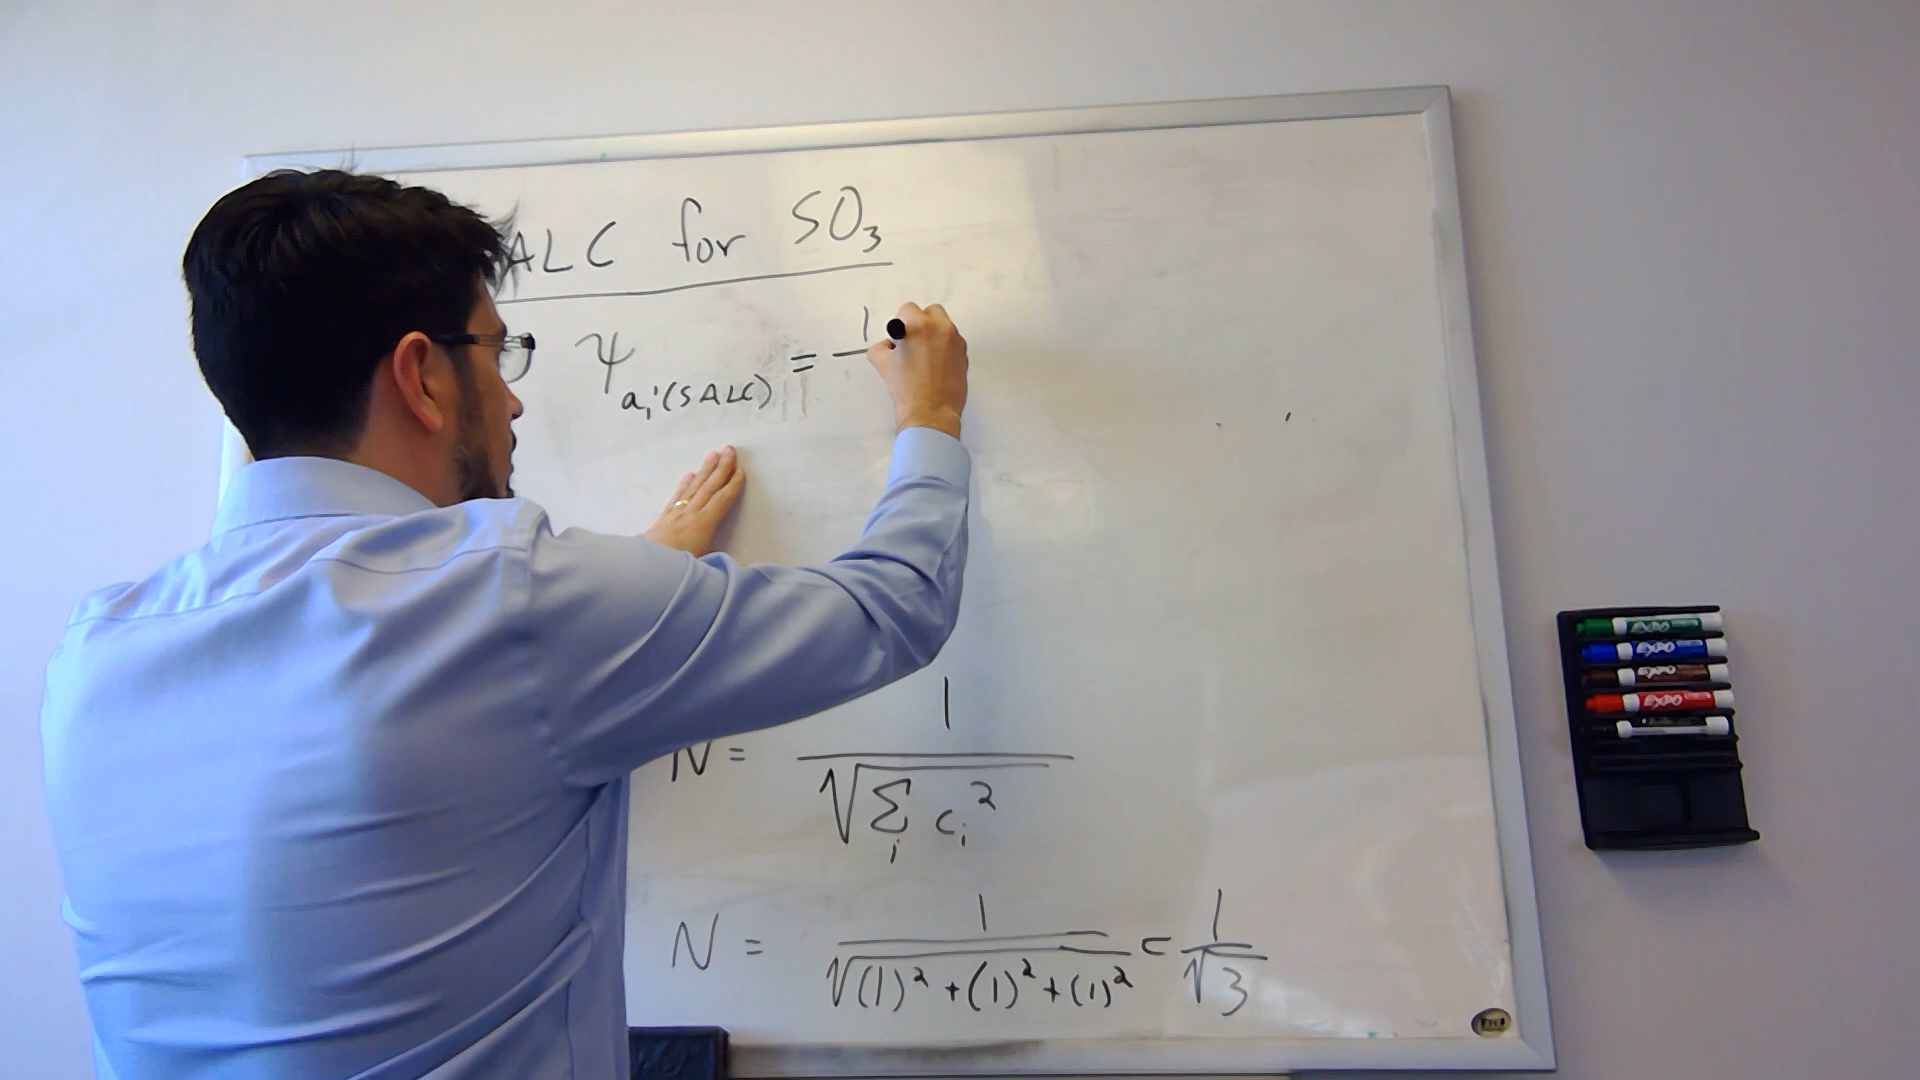 ALC for SO₃
ψ a₁'(SALC) = 1
N = 1 / √(Σᵢ cᵢ²)
N = 1 / √((1)² + (1)² + (1)²) = 1 / √3
EXPO
EXPO
EXPO
EXPO